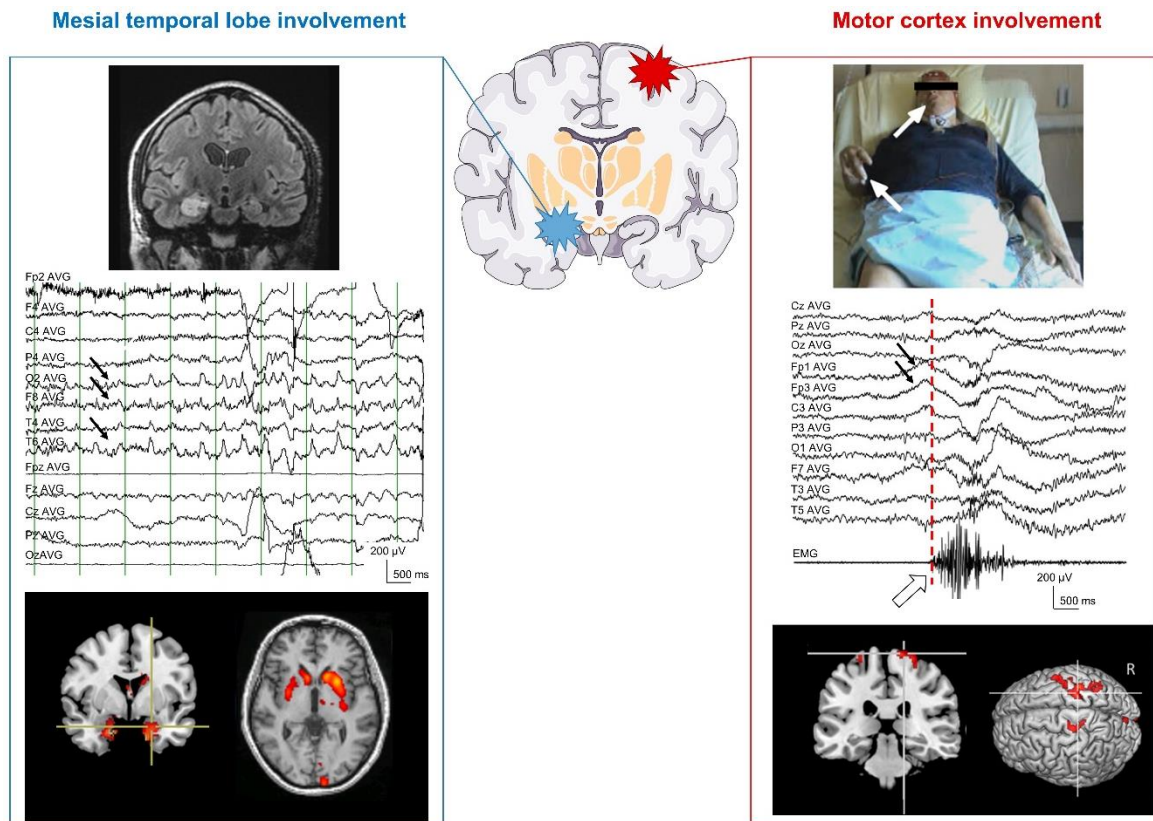 Mesial temporal lobe involvement
Motor cortex involvement
Fp2 AVG
F4 AVG
C4 AVG
P4 AVG
O2 AVG
F8 AVG
T4 AVG
T6 AVG
Fpz AVG
Fz AVG
Cz AVG
Pz AVG
OzAVG
200 µV
500 ms
Cz AVG
Pz AVG
Oz AVG
Fp1 AVG
Fp3 AVG
C3 AVG
P3 AVG
O1 AVG
F7 AVG
T3 AVG
T5 AVG
EMG
200 µV
500 ms
R